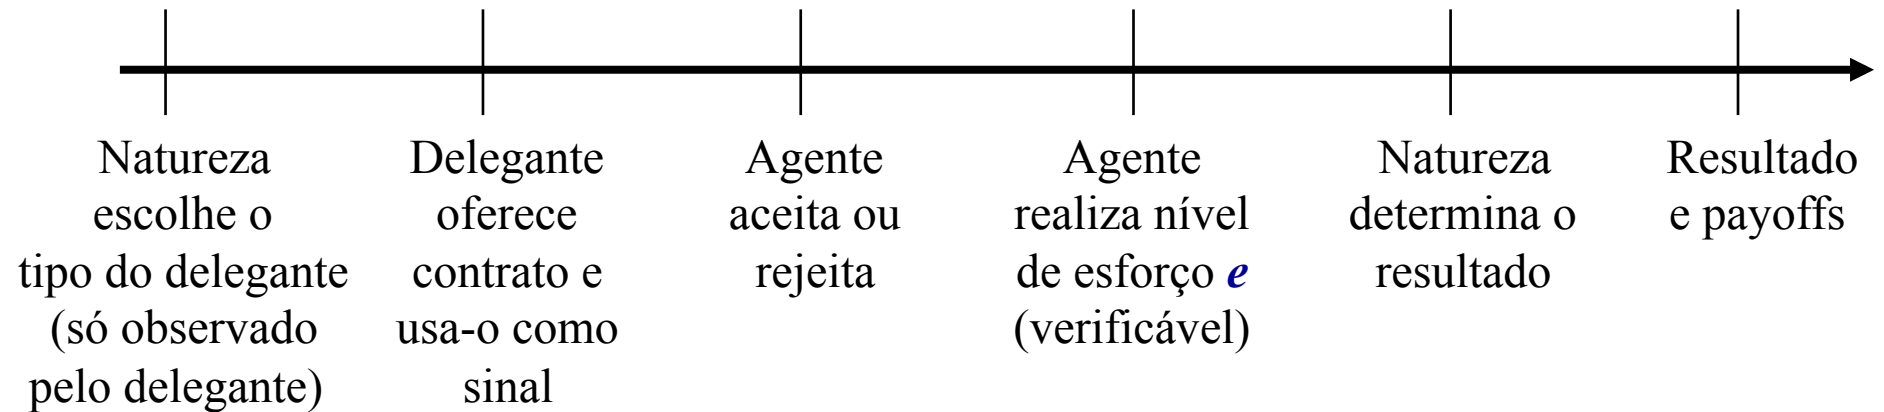 Natureza
escolhe o
tipo do delegante
(só observado
pelo delegante)
Delegante
oferece
contrato e
usa-o como
sinal
Agente
aceita ou
rejeita
Agente
realiza nível
de esforço e
(verificável)
Natureza
determina o
resultado
Resultado
e payoffs